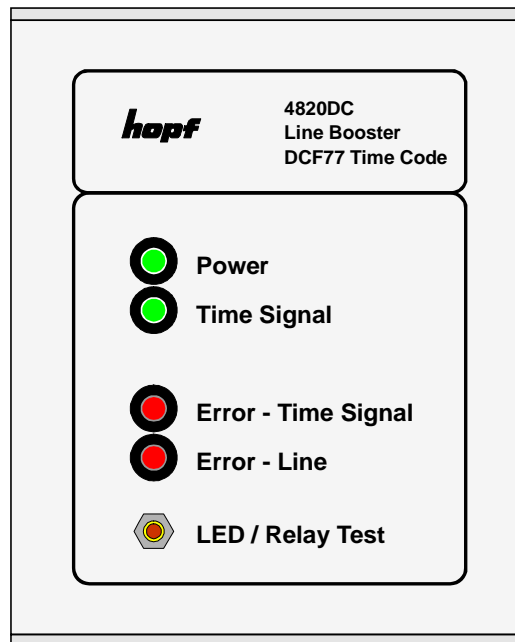 hopf
4820DC
Line Booster
DCF77 Time Code
Power
Time Signal
Error - Time Signal
Error - Line
LED / Relay Test